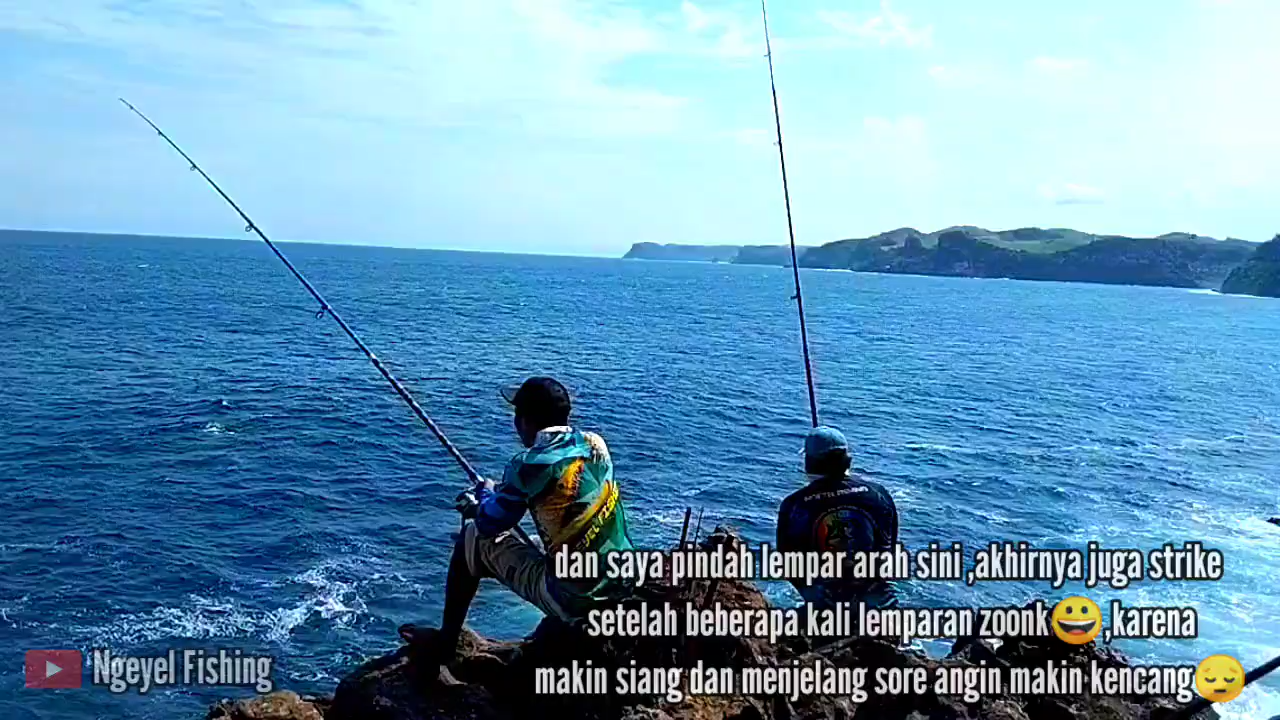 dan saya pindah lempar arah sini ,akhirnya juga strike
setelah beberapa kali lemparan zoonk😀,karena
makin siang dan menjelang sore angin makin kencang😔
Ngeyel Fishing